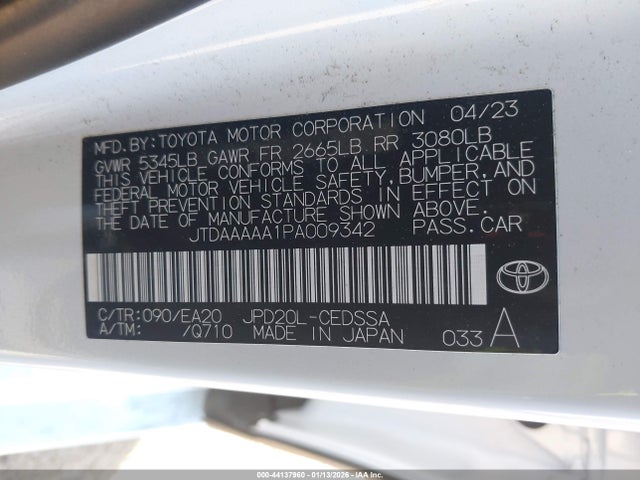 MFD.BY:TOYOTA MOTOR CORPORATION 04/23
GVWR 5345LB GAWR FR 2665LB RR 3080LB
THIS VEHICLE CONFORMS TO ALL APPLICABLE
FEDERAL MOTOR VEHICLE SAFETY, BUMPER, AND
THEFT PREVENTION STANDARDS IN EFFECT ON
THE DATE OF MANUFACTURE SHOWN ABOVE.
JTDAAAAA1PA009342 PASS.CAR
C/TR:090/EA20 JPD20L-CEDSSA
A/TM: /Q710 MADE IN JAPAN 033 A
000-44137960 - 01/13/2026 - IAA Inc.